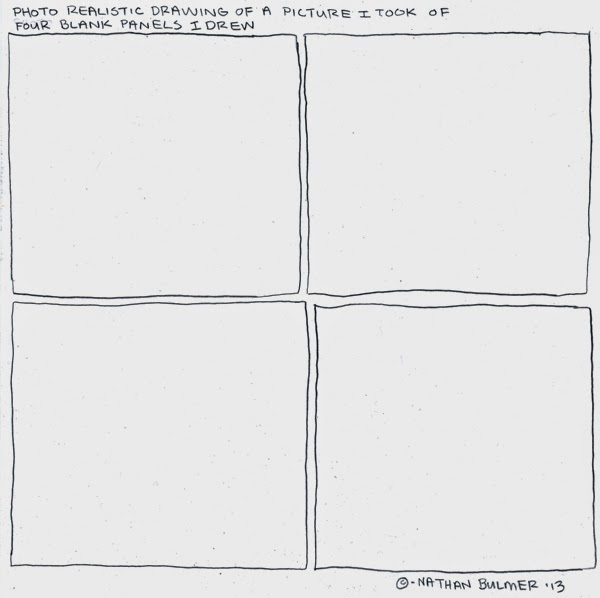 PHOTO REALISTIC DRAWING OF A PICTURE I TOOK OF
FOUR BLANK PANELS I DREW
©-NATHAN BULMER '13